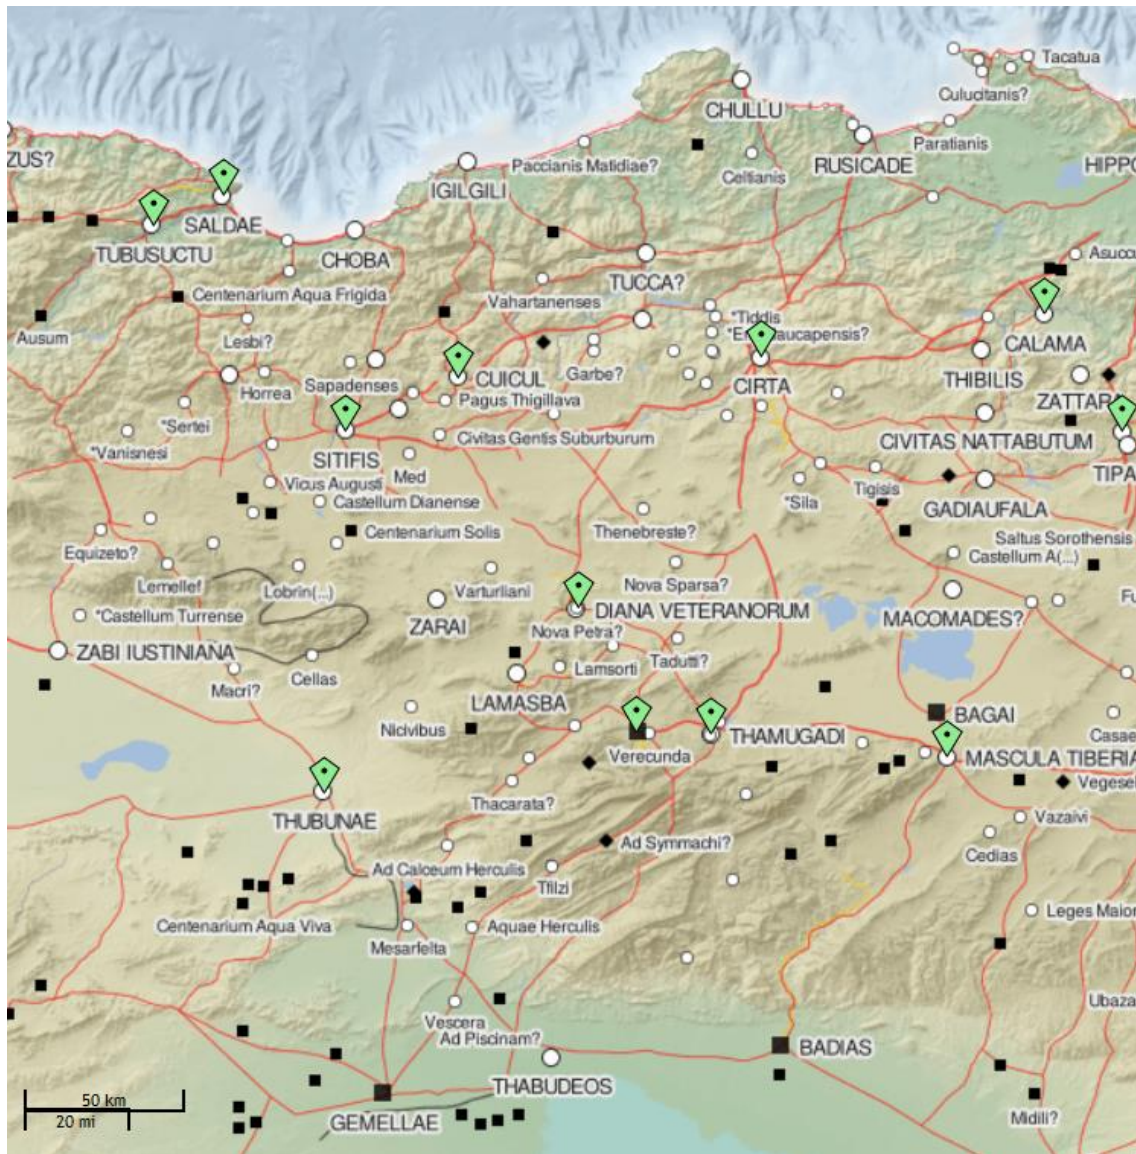 Tacatua
Culucitanis?
CHULLU
Paratianis
ZUS?
RUSICADE
Paccianis Matidiae?
HIPPO
IGILGILI
Celtianis
SALDAE
TUBUSUCTU
CHOBA
Asuccu
TUCCA?
Centenarium Aqua Frigida
Vahartanenses
*Tiddis
Ausum
Lesbi?
CALAMA
Garbe?
CUICUL
THIBILIS
Sapadenses
CIRTA
Horrea
Pagus Thigillava
ZATTARA
*Sertei
Civitas Gentis Suburburum
CIVITAS NATTABUTUM
*Vanisnesi
SITIFIS
TIPA
Med
Vicus Augusti
*Sila
Tigisis
Castellum Dianense
GADIAUFALA
Centenarium Solis
Thenebreste?
Saltus Sorothensis
Equizeto?
Castellum A(...)
Lemellef
Lobrin(...)
Varturliani
Nova Sparsa?
Fu
*Castellum Turrense
DIANA VETERANORUM
ZARAI
MACOMADES?
Nova Petra?
ZABI IUSTINIANA
Tadutti?
Lamsorti
Macri?
Cellas
LAMASBA
Nicivibus
BAGAI
THAMUGADI
Casae
Verecunda
MASCULA TIBERIA
Vegesel
Thacarata?
THUBUNAE
Vazaivi
Ad Symmachi?
Cedias
Ad Calceum Herculis
Tfilzi
Leges Maior
Centenarium Aqua Viva
Aquae Herculis
Mesarfelta
Ubaza
Vescera
Ad Piscinam?
BADIAS
THABUDEOS
50 km
20 mi
GEMELLAE
Midili?